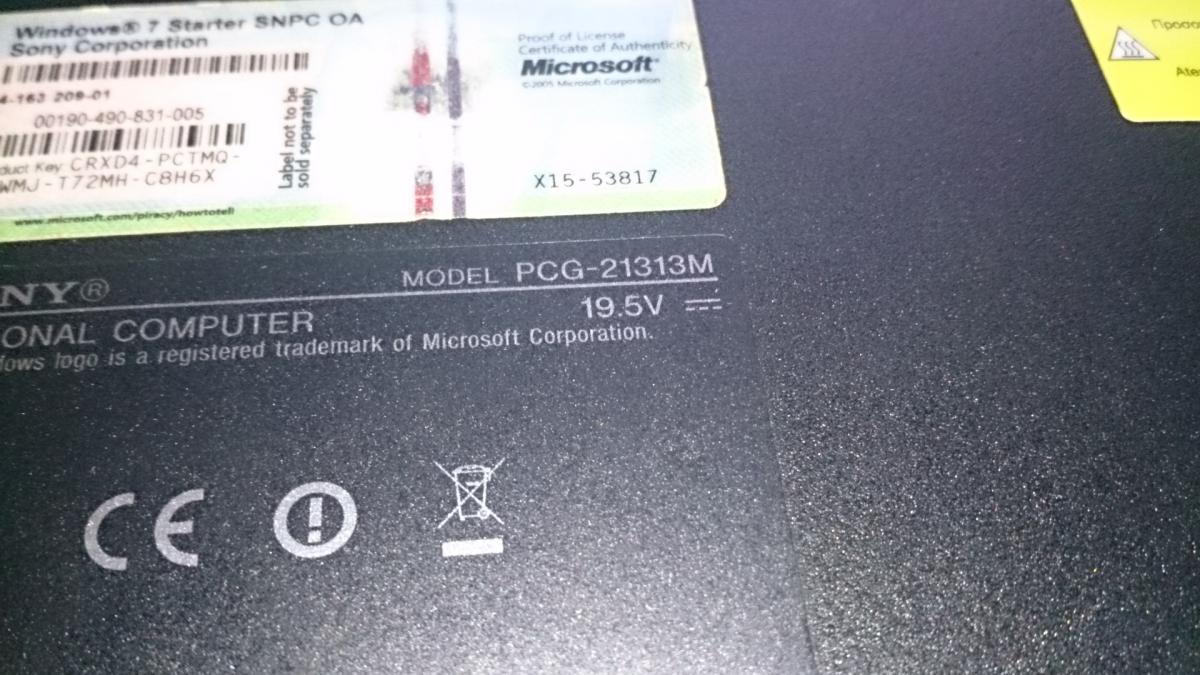 Windows® 7 Starter SNPC OA
Sony Corporation
4-163 209-01
00190-490-831-005
duct Key: CRXD4-PCTMQ-
WMJ-T72MH-C8H6X
www.microsoft.com/piracy/howtotell
Label not to be
sold separately
Proof of License
Certificate of Authenticity
Microsoft®
©2005 Microsoft Corporation
X15-53817
Προσο
Ate
NY®
MODEL PCG-21313M
19.5V
ONAL COMPUTER
dows logo is a registered trademark of Microsoft Corporation.
CE